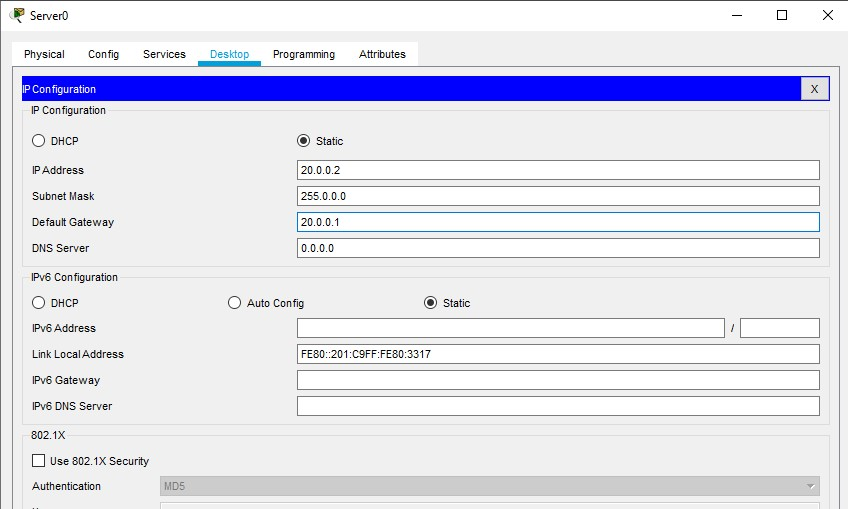 Server0
Physical Config Services Desktop Programming Attributes
IP Configuration X
IP Configuration
DHCP Static
IP Address 20.0.0.2
Subnet Mask 255.0.0.0
Default Gateway 20.0.0.1
DNS Server 0.0.0.0
IPv6 Configuration
DHCP Auto Config Static
IPv6 Address /
Link Local Address FE80::201:C9FF:FE80:3317
IPv6 Gateway
IPv6 DNS Server
802.1X
Use 802.1X Security
Authentication MD5